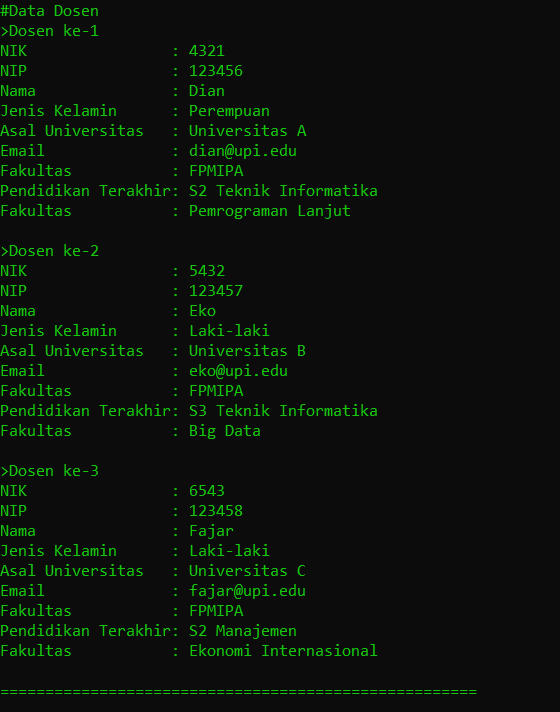 #Data Dosen
>Dosen ke-1
NIK                : 4321
NIP                : 123456
Nama               : Dian
Jenis Kelamin      : Perempuan
Asal Universitas   : Universitas A
Email              : dian@upi.edu
Fakultas           : FPMIPA
Pendidikan Terakhir: S2 Teknik Informatika
Fakultas           : Pemrograman Lanjut

>Dosen ke-2
NIK                : 5432
NIP                : 123457
Nama               : Eko
Jenis Kelamin      : Laki-laki
Asal Universitas   : Universitas B
Email              : eko@upi.edu
Fakultas           : FPMIPA
Pendidikan Terakhir: S3 Teknik Informatika
Fakultas           : Big Data

>Dosen ke-3
NIK                : 6543
NIP                : 123458
Nama               : Fajar
Jenis Kelamin      : Laki-laki
Asal Universitas   : Universitas C
Email              : fajar@upi.edu
Fakultas           : FPMIPA
Pendidikan Terakhir: S2 Manajemen
Fakultas           : Ekonomi Internasional

=====================================================